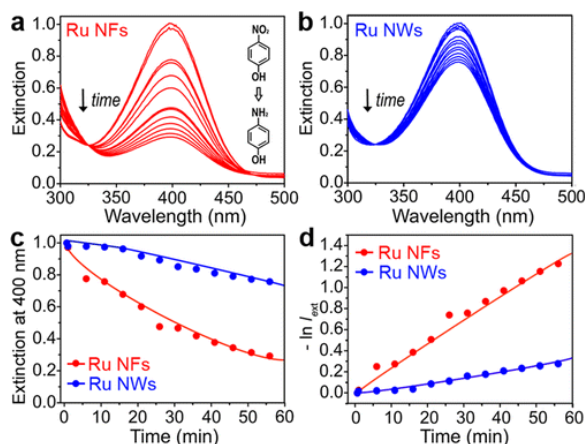 a
Ru NFs
NO₂
OH
NH₂
OH
time
Extinction
1.0
0.8
0.6
0.4
0.2
0.0
300 350 400 450 500
Wavelength (nm)
b
Ru NWs
time
Extinction
1.0
0.8
0.6
0.4
0.2
0.0
300 350 400 450 500
Wavelength (nm)
c
Extinction at 400 nm
1.0
0.8
0.6
0.4
0.2
0.0
Ru NFs
Ru NWs
0 10 20 30 40 50 60
Time (min)
d
- ln I_ext
1.4
1.2
1.0
0.8
0.6
0.4
0.2
0.0
Ru NFs
Ru NWs
0 10 20 30 40 50 60
Time (min)